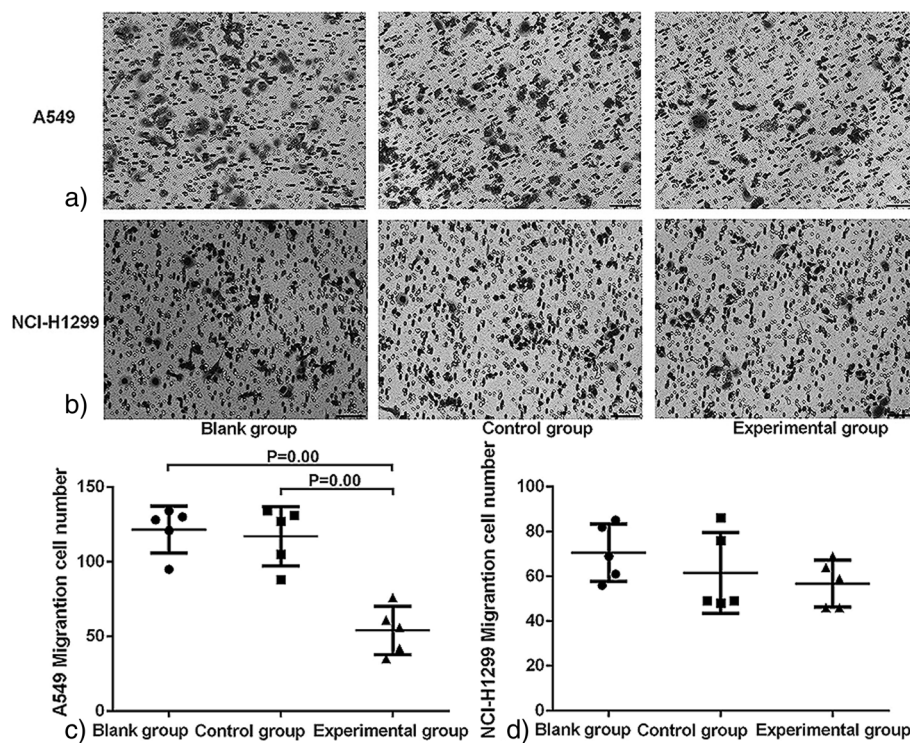 A549
a)
NCI-H1299
b)
Blank group Control group Experimental group
P=0.00
P=0.00
A549 Migrantion cell number
150
100
50
0
Blank group Control group Experimental group
c)
NCI-H1299 Migrantion cell number
100
80
60
40
20
0
Blank group Control group Experimental group
d)